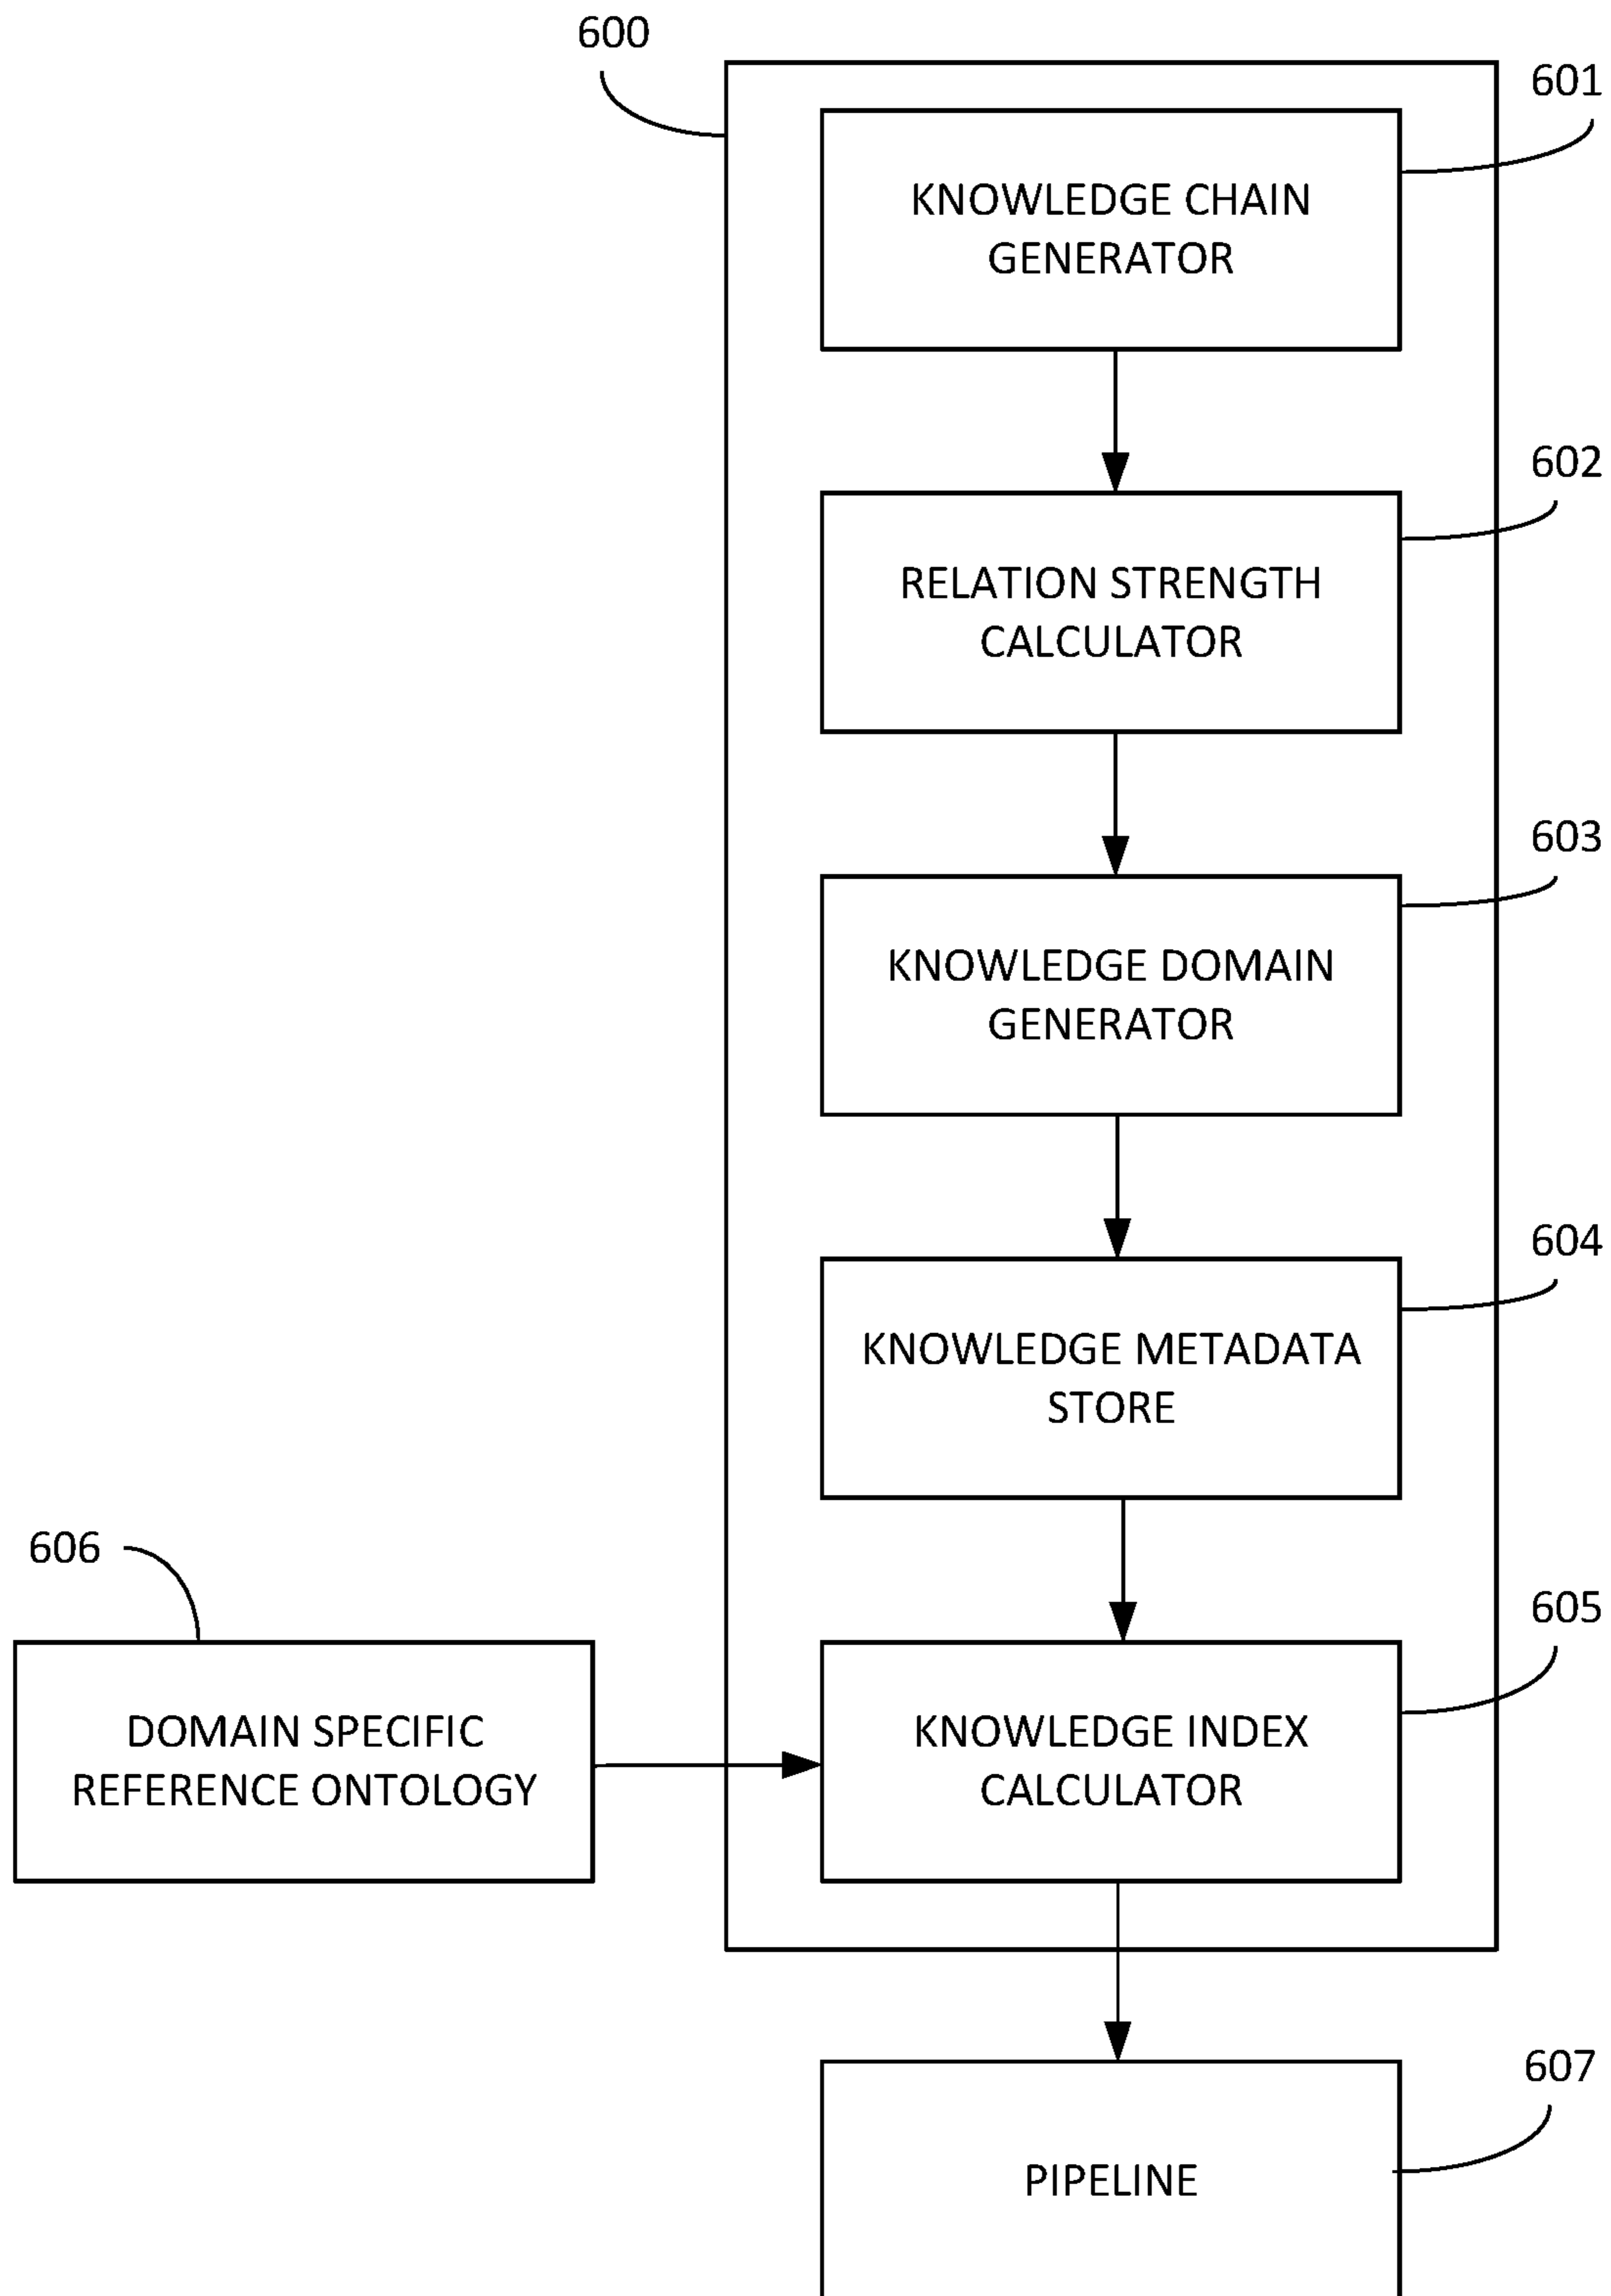 600
601
KNOWLEDGE CHAIN
GENERATOR
602
RELATION STRENGTH
CALCULATOR
603
KNOWLEDGE DOMAIN
GENERATOR
604
KNOWLEDGE METADATA
STORE
606
605
DOMAIN SPECIFIC
REFERENCE ONTOLOGY
KNOWLEDGE INDEX
CALCULATOR
607
PIPELINE